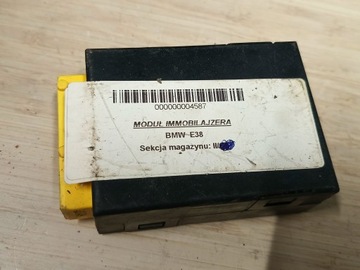 000000004587
MODUŁ IMMOBILAJZERA
BMW E38
Sekcja magazynu: